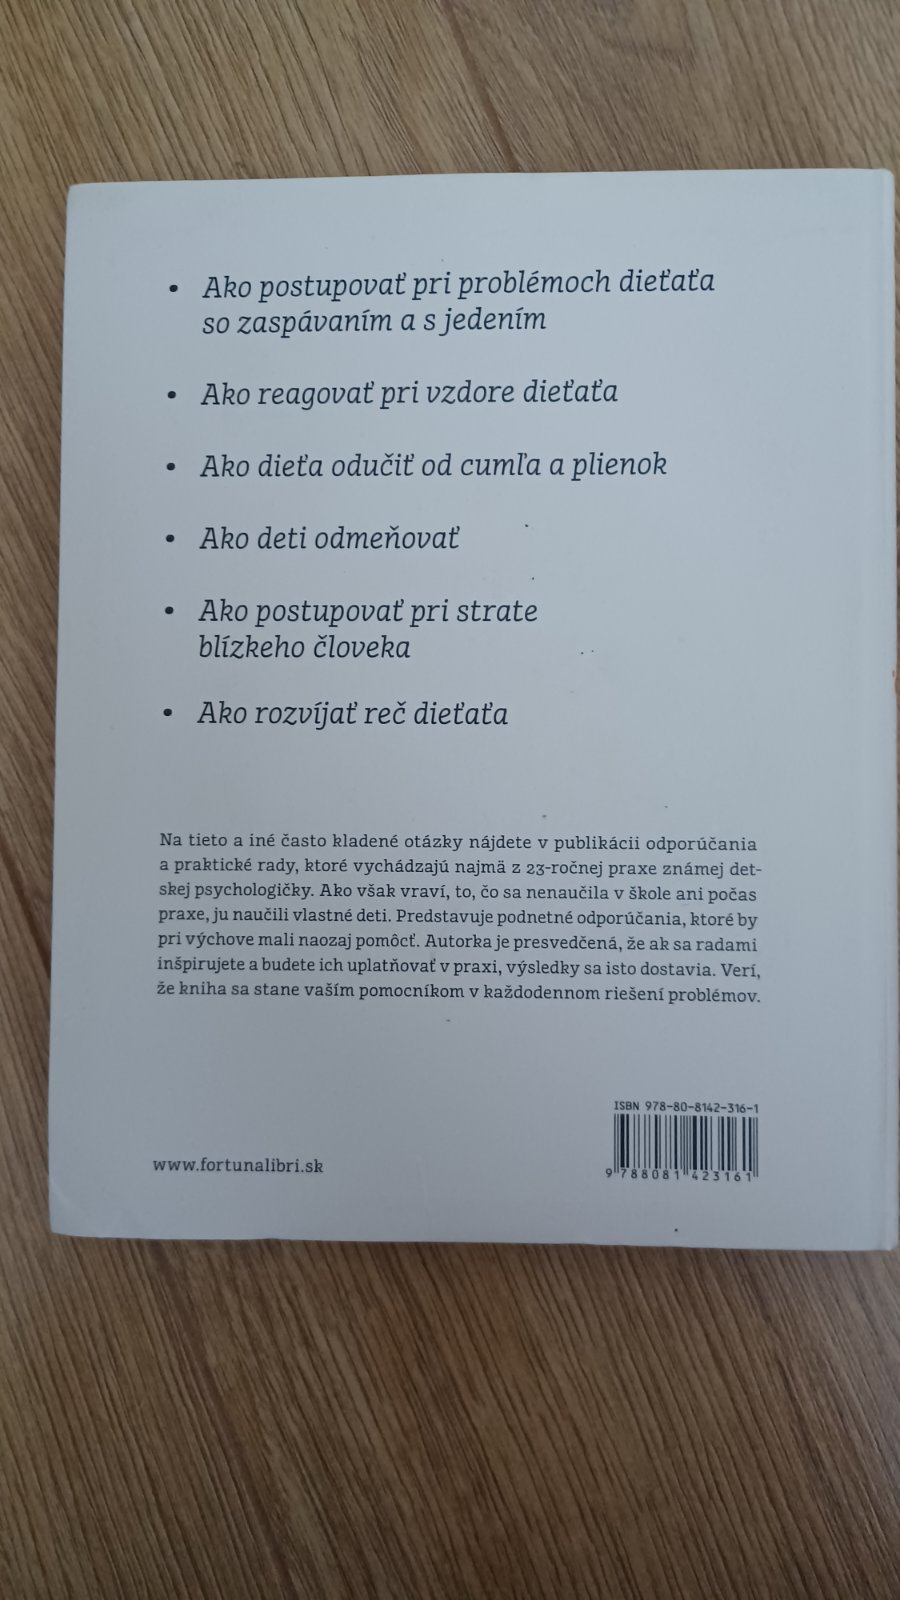 • Ako postupovať pri problémoch dieťaťa
so zaspávaním a s jedením
• Ako reagovať pri vzdore dieťaťa
• Ako dieťa odučiť od cumľa a plienok
• Ako deti odmeňovať
• Ako postupovať pri strate
blízkeho človeka
• Ako rozvíjať reč dieťaťa
Na tieto a iné často kladené otázky nájdete v publikácii odporúčania
a praktické rady, ktoré vychádzajú najmä z 23-ročnej praxe známej det-
skej psychologičky. Ako však vraví, to, čo sa nenaučila v škole ani počas
praxe, ju naučili vlastné deti. Predstavuje podnetné odporúčania, ktoré by
pri výchove mali naozaj pomôcť. Autorka je presvedčená, že ak sa radami
inšpirujete a budete ich uplatňovať v praxi, výsledky sa isto dostavia. Verí,
že kniha sa stane vaším pomocníkom v každodennom riešení problémov.
ISBN 978-80-8142-316-1
9 788081 423161
www.fortunalibri.sk